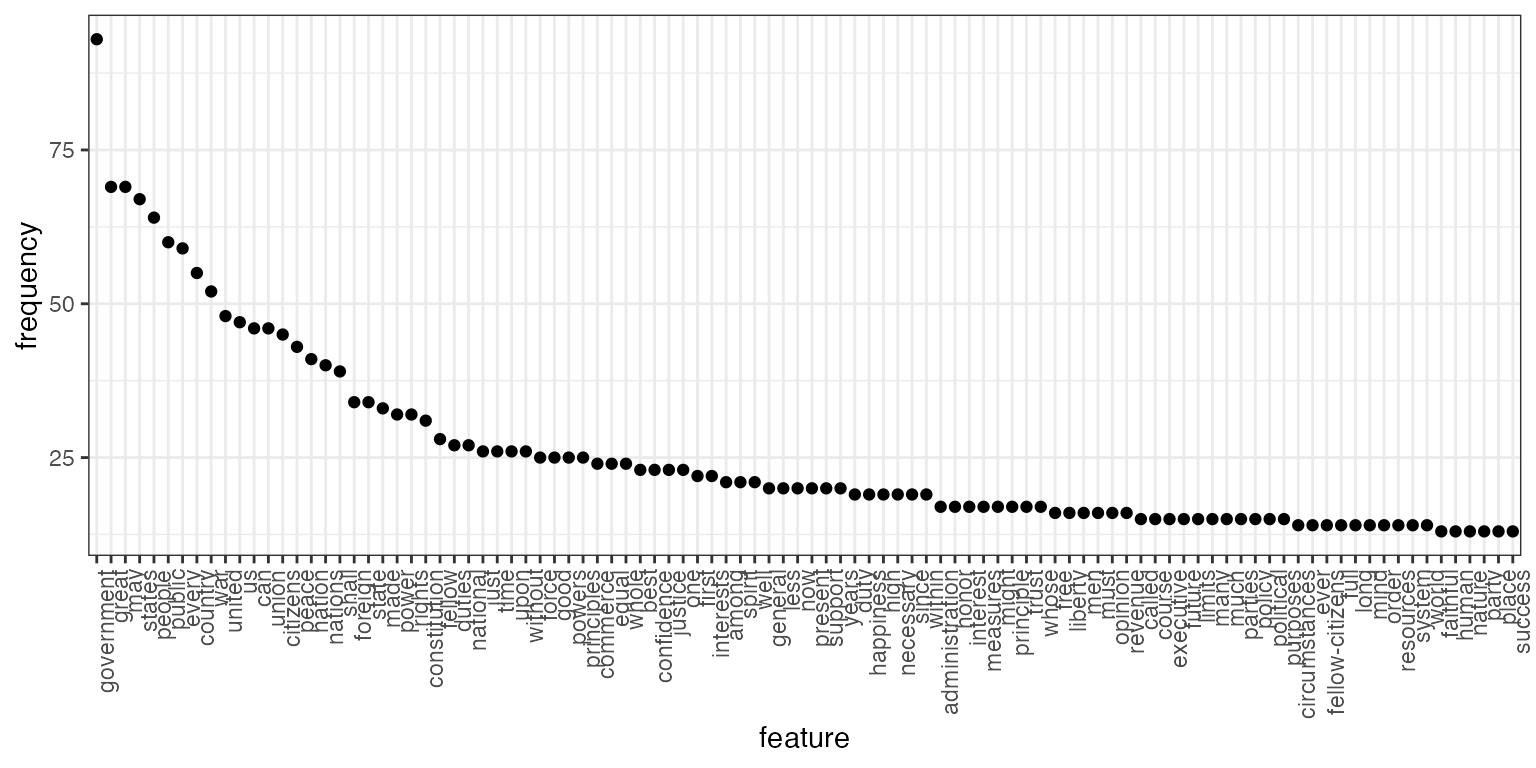 75
50
25
frequency
government
great
may
states
people
public
every
country
war
united
us
can
union
citizens
peace
nation
nations
shall
foreign
state
made
power
rights
constitution
fellow
duties
national
just
time
upon
without
force
good
powers
principles
commerce
equal
whole
best
confidence
justice
one
first
interests
among
spirit
well
general
less
now
present
support
years
duty
happiness
high
necessary
since
within
administration
honor
interest
measures
might
principle
trust
whose
free
liberty
men
must
opinion
revenue
called
course
executive
future
limits
many
much
parties
policy
political
purposes
circumstances
ever
fellow-citizens
full
long
mind
order
resources
system
world
faithful
human
nature
party
place
success
feature